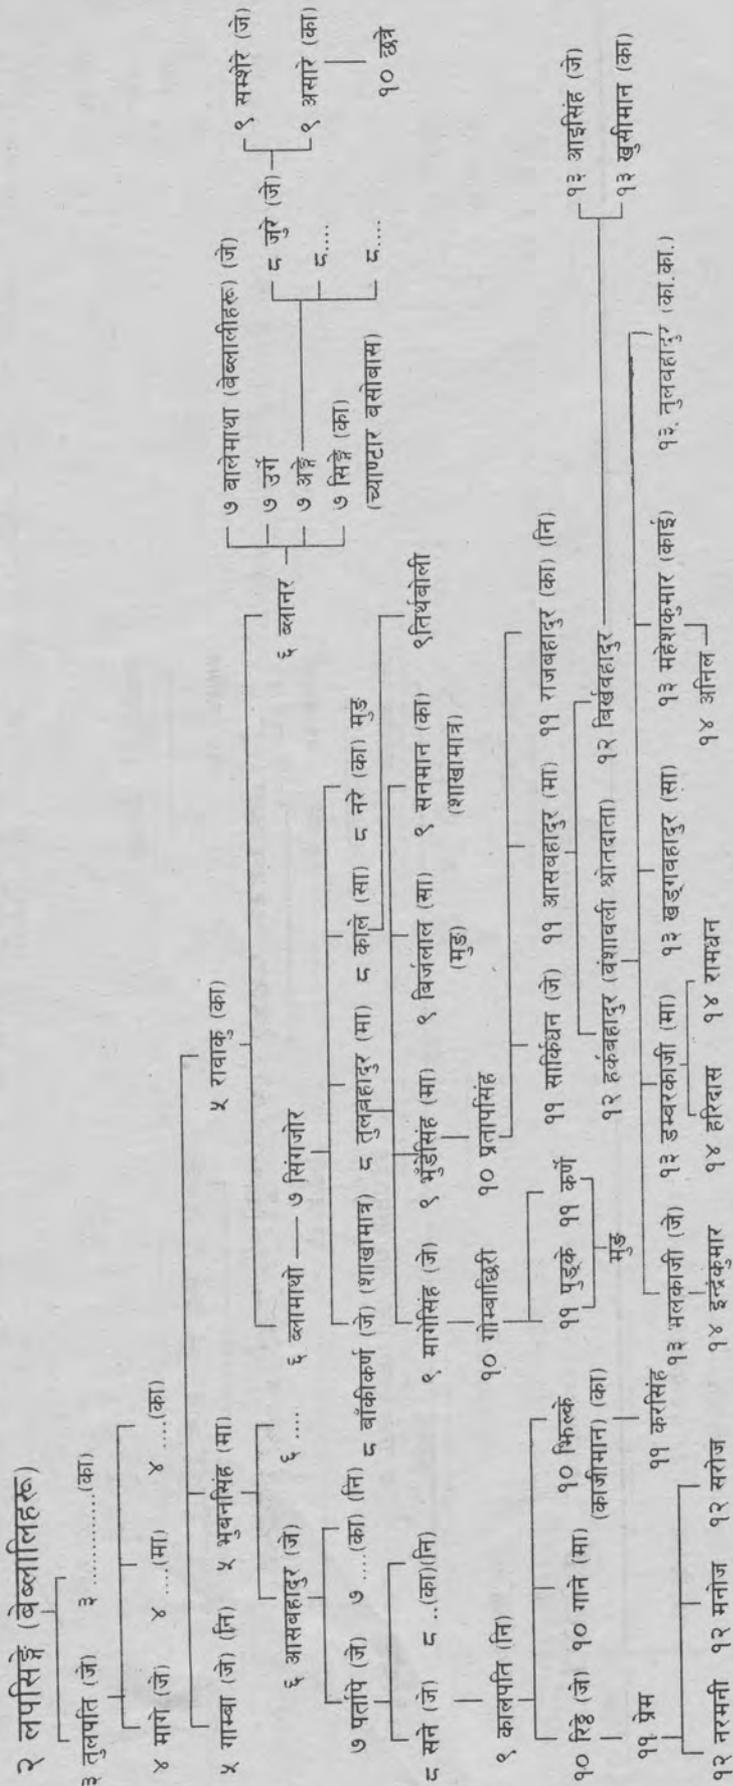 २ लपसिङ्गे (बेब्लालिहरू)
३ तुलपति (जे) ३ .............(का)
४ मागे (जे) ४ ....(मा) ४ ....(का)
५ गाम्बा (जे) (नि) ५ भुबनसिंह (मा) ५ रावाकु (का)
६ आसबहादुर (जे) ६ .... ६ ब्लामाथो ७ सिंगजोर ६ ब्लानर
७ बालेमाथा (बेब्लालीहरू) (जे)
७ उर्गे
७ अङ्गे
७ सिङ्गे (का)
(च्याण्टार बसोबास
८ जुरे (जे)
८....
८....
९ सम्शेरे (जे)
९ असारे (का)
१० छत्रे
७ पर्तापे (जे) ७ ....(का) (नि) ८ बाँकीकर्ण (जे) (शाखामात्र) ८ तुलबहादुर (मा) ८ काले (सा) ८ नरे (का) मुङ
८ सने (जे) ८ ..(का)(नि) ९ मागेसिंह (जे) ९ भुँडेसिंह (मा) ९ बिर्जलाल (सा) ९ सनमान (का) ९तिर्थबोली
(मुङ) (शाखामात्र)
९ कालपति (नि) १० गोम्बाछिरी १० प्रतापसिंह
१० रिठ्ठे (जे) १० गाने (मा) १० झिल्के ११ पुड्के ११ कर्णे ११ सार्किधन (जे) ११ आसबहादुर (मा) ११ राजबहादुर (का) (नि)
(काजीमान) (का) मुङ
११ प्रेम ११ करसिंह १२ हर्कबहादुर (वंशावली श्रोतदाता) १२ बिर्खबहादुर
१३ आइसिंह (जे)
१३ खुसीमान (का)
१२ नरमनी १२ मनोज १२ सरोज १३ भलकाजी (जे) १३ डम्बरकाजी (मा) १३ खड्गबहादुर (सा) १३ महेशकुमार (काई) १३ तुलबहादुर (का.का.)
१४ इन्द्रकुमार १४ हरिदास १४ रामधन १४ अनिल